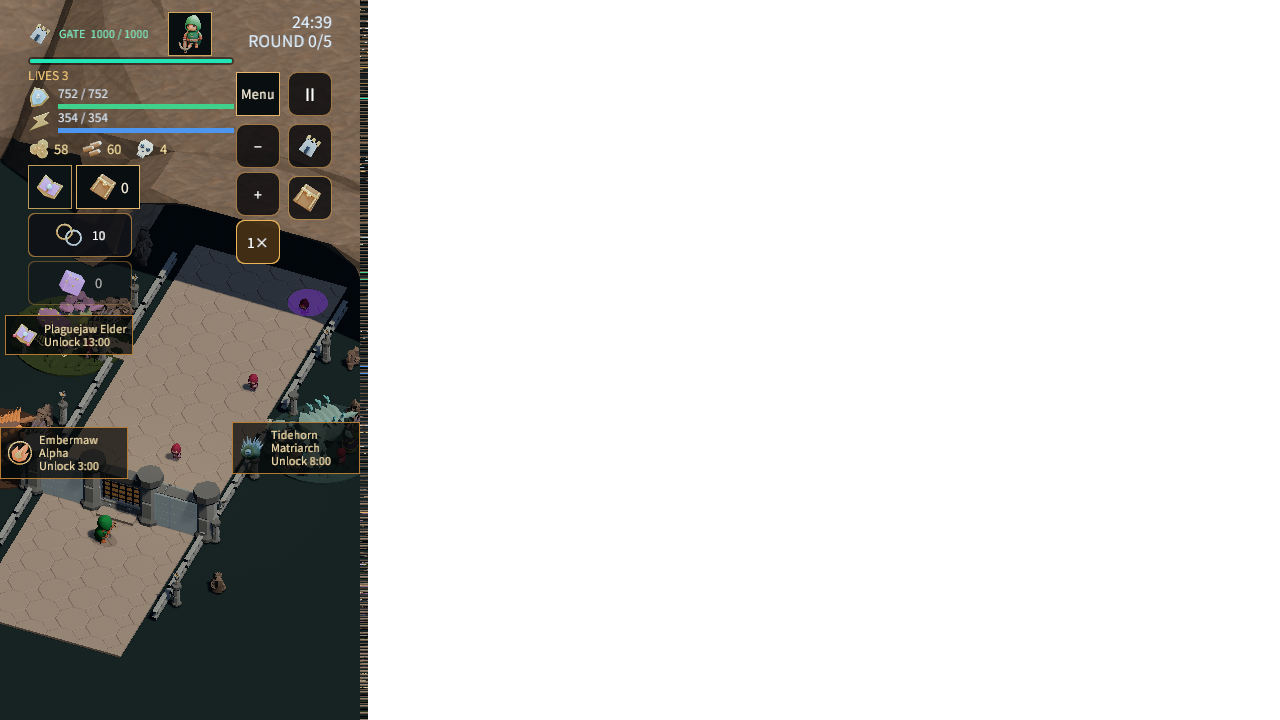 GATE 1000 / 1000
24:39
ROUND 0/5
LIVES 3
752 / 752
354 / 354
58
60
4
Menu
−
+
1×
0
10
0
Plaguejaw Elder
Unlock 13:00
Embermaw
Alpha
Unlock 3:00
Tidehorn
Matriarch
Unlock 8:00